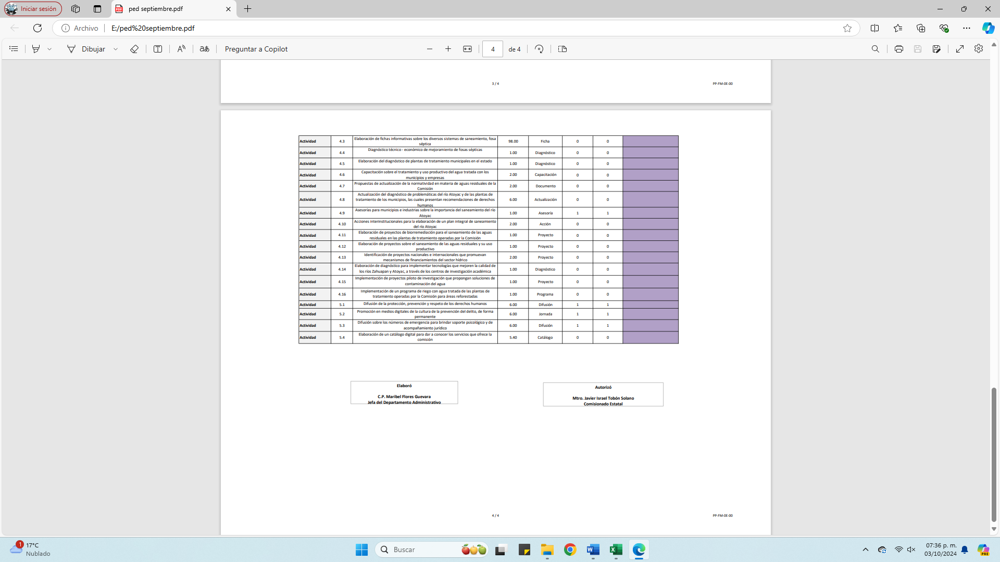 Iniciar sesión
ped septiembre.pdf
Archivo
E:/ped%20septiembre.pdf
Dibujar
Preguntar a Copilot
4 de 4
3 / 4
PP-FM-0E-00
Actividad 4.3 Elaboración de fichas informativas sobre los diversos sistemas de saneamiento, fosa 98.00 Ficha 0 0
séptica
Actividad 4.4 Diagnóstico técnico - económico de mejoramiento de fosas sépticas 1.00 Diagnóstico 0 0
Actividad 4.5 Elaboración del diagnóstico de plantas de tratamiento municipales en el estado 1.00 Diagnóstico 0 0
Actividad 4.6 Capacitación sobre el tratamiento y uso productivo del agua tratada con los 2.00 Capacitación 0 0
municipios y empresas
Actividad 4.7 Propuestas de actualización de la normatividad en materia de aguas residuales de la 2.00 Documento 0 0
Comisión
Actividad 4.8 Actualización del diagnóstico de problemáticas del río Atoyac y de las plantas de 6.00 Actualización 0 0
tratamiento de los municipios, las cuales presentan recomendaciones de derechos
humanos
Actividad 4.9 Asesorías para municipios e industrias sobre la importancia del saneamiento del río 1.00 Asesoría 1 1
Atoyac
Actividad 4.10 Acciones interinstitucionales para la elaboración de un plan integral de saneamiento 2.00 Acción 0 0
del río Atoyac
Actividad 4.11 Elaboración de proyectos de biorremediación para el saneamiento de las aguas 1.00 Proyecto 0 0
residuales en las plantas de tratamiento operadas por la Comisión
Actividad 4.12 Elaboración de proyectos sobre el saneamiento de las aguas residuales y su uso 1.00 Proyecto 0 0
productivo
Actividad 4.13 Identificación de proyectos nacionales e internacionales que promuevan 2.00 Proyecto 0 0
mecanismos de financiamientos del sector hídrico
Actividad 4.14 Elaboración de diagnóstico para implementar tecnologías que mejoren la calidad de 1.00 Diagnóstico 0 0
los ríos Zahuapan y Atoyac, a través de los centros de investigación académica
Actividad 4.15 Implementación de proyectos piloto de investigación que propongan soluciones de 1.00 Proyecto 0 0
contaminación del agua
Actividad 4.16 Implementación de un programa de riego con agua tratada de las plantas de 1.00 Programa 0 0
tratamiento operadas por la Comisión para áreas reforestadas
Actividad 5.1 Difusión de la protección, prevención y respeto de los derechos humanos 6.00 Difusión 1 1
Actividad 5.2 Promoción en medios digitales de la cultura de la prevención del delito, de forma 6.00 Jornada 1 1
permanente
Actividad 5.3 Difusión sobre los números de emergencia para brindar soporte psicológico y de 6.00 Difusión 1 1
acompañamiento jurídico
Actividad 5.4 Elaboración de un catálogo digital para dar a conocer los servicios que ofrece la 5.40 Catálogo 0 0
comisión
Elaboró
C.P. Maribel Flores Guevara
Jefa del Departamento Administrativo
Autorizó
Mtro. Javier Israel Tobón Solano
Comisionado Estatal
4 / 4
PP-FM-0E-00
1
17°C
Nublado
Buscar
07:36 p. m.
03/10/2024
PRE